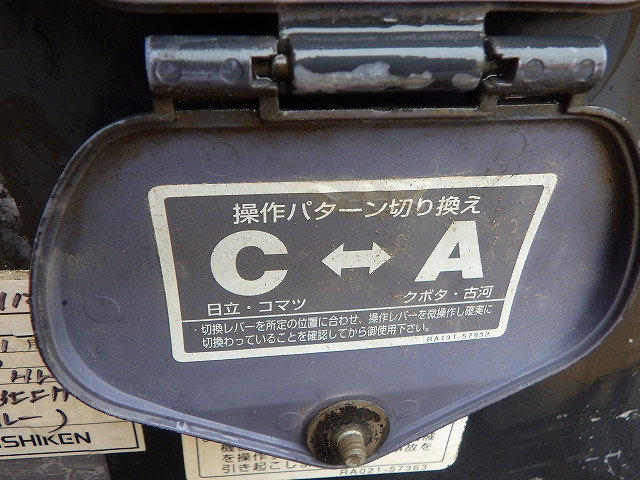 操作パターン切り換え
C ↔ A
日立・コマツ クボタ・古河
・切換レバーを所定の位置に合わせ、操作レバーを微操作し確実に
切換わっていることを確認してから御使用下さい。
RA131-57932
SHIKEN
を操作
引き起こし
RA021-57363